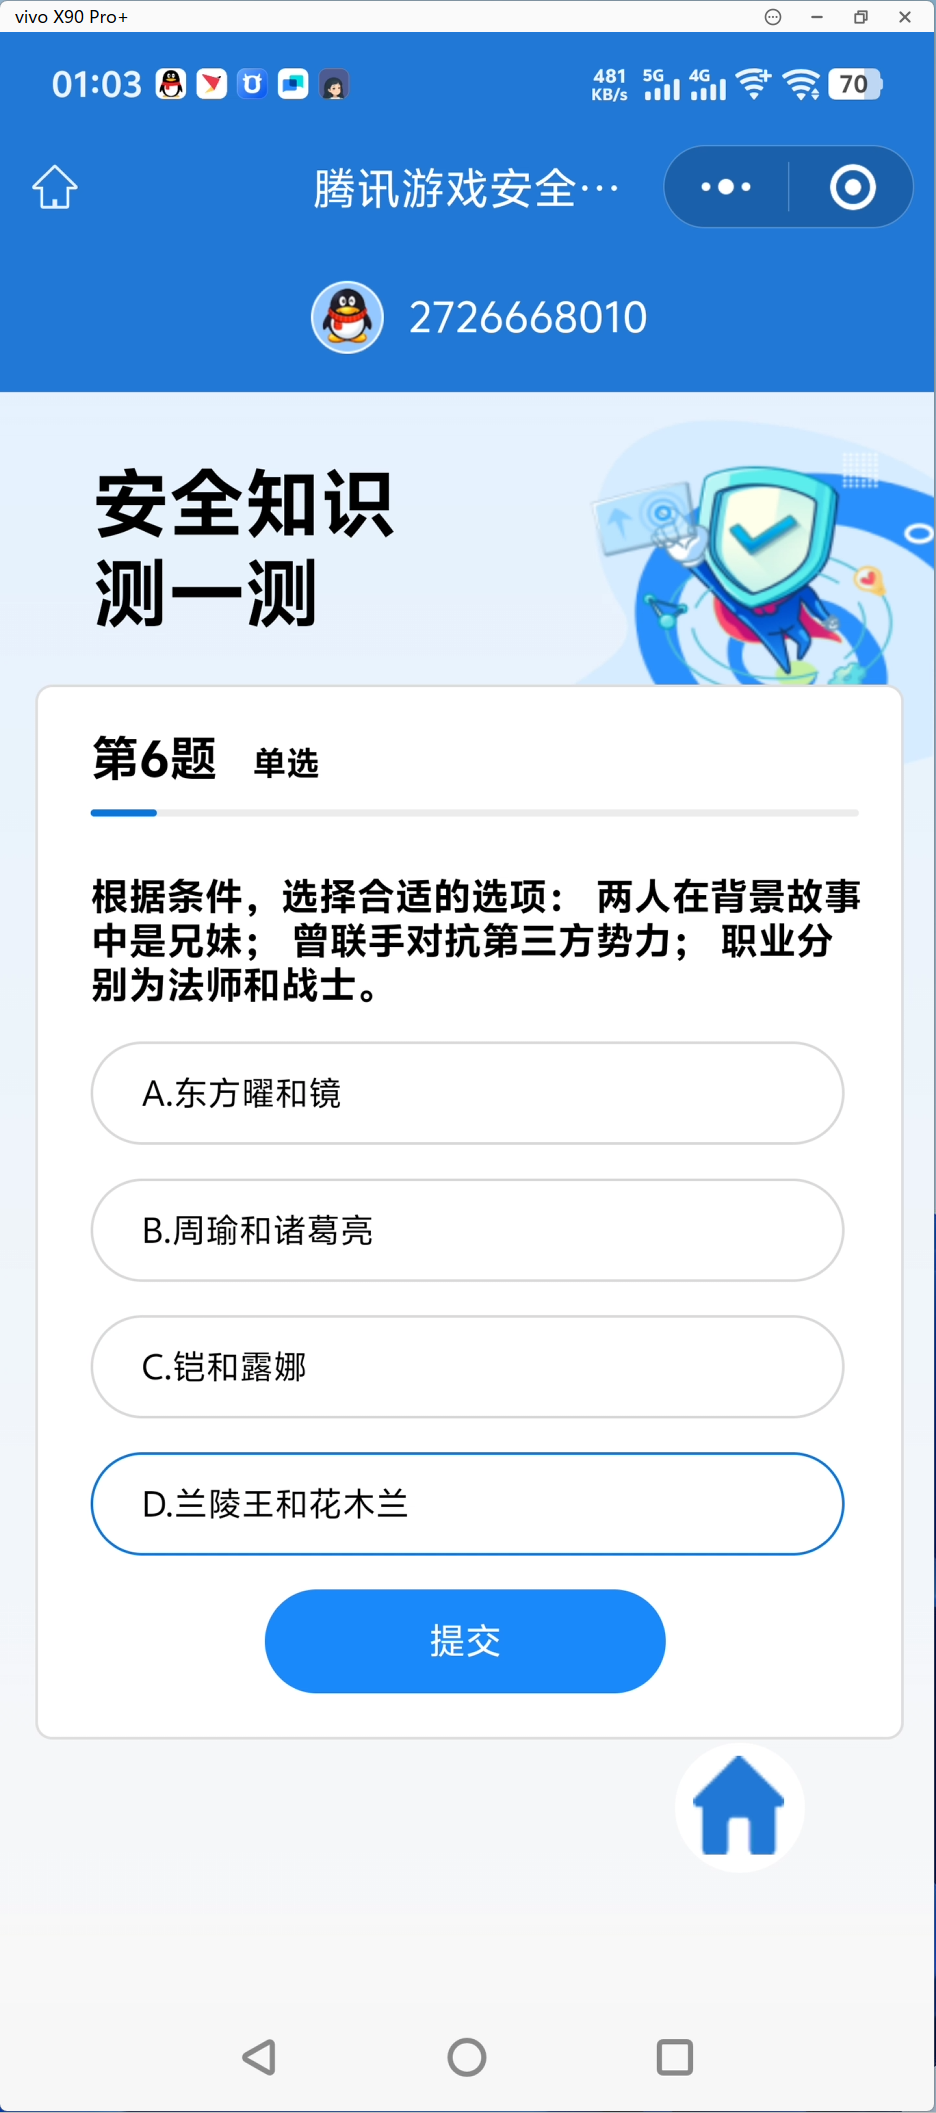 vivo X90 Pro+
01:03
481 KB/s 5G 4G 70
腾讯游戏安全…
2726668010
安全知识
测一测
第6题 单选
根据条件，选择合适的选项： 两人在背景故事
中是兄妹； 曾联手对抗第三方势力； 职业分
别为法师和战士。
A.东方曜和镜
B.周瑜和诸葛亮
C.铠和露娜
D.兰陵王和花木兰
提交